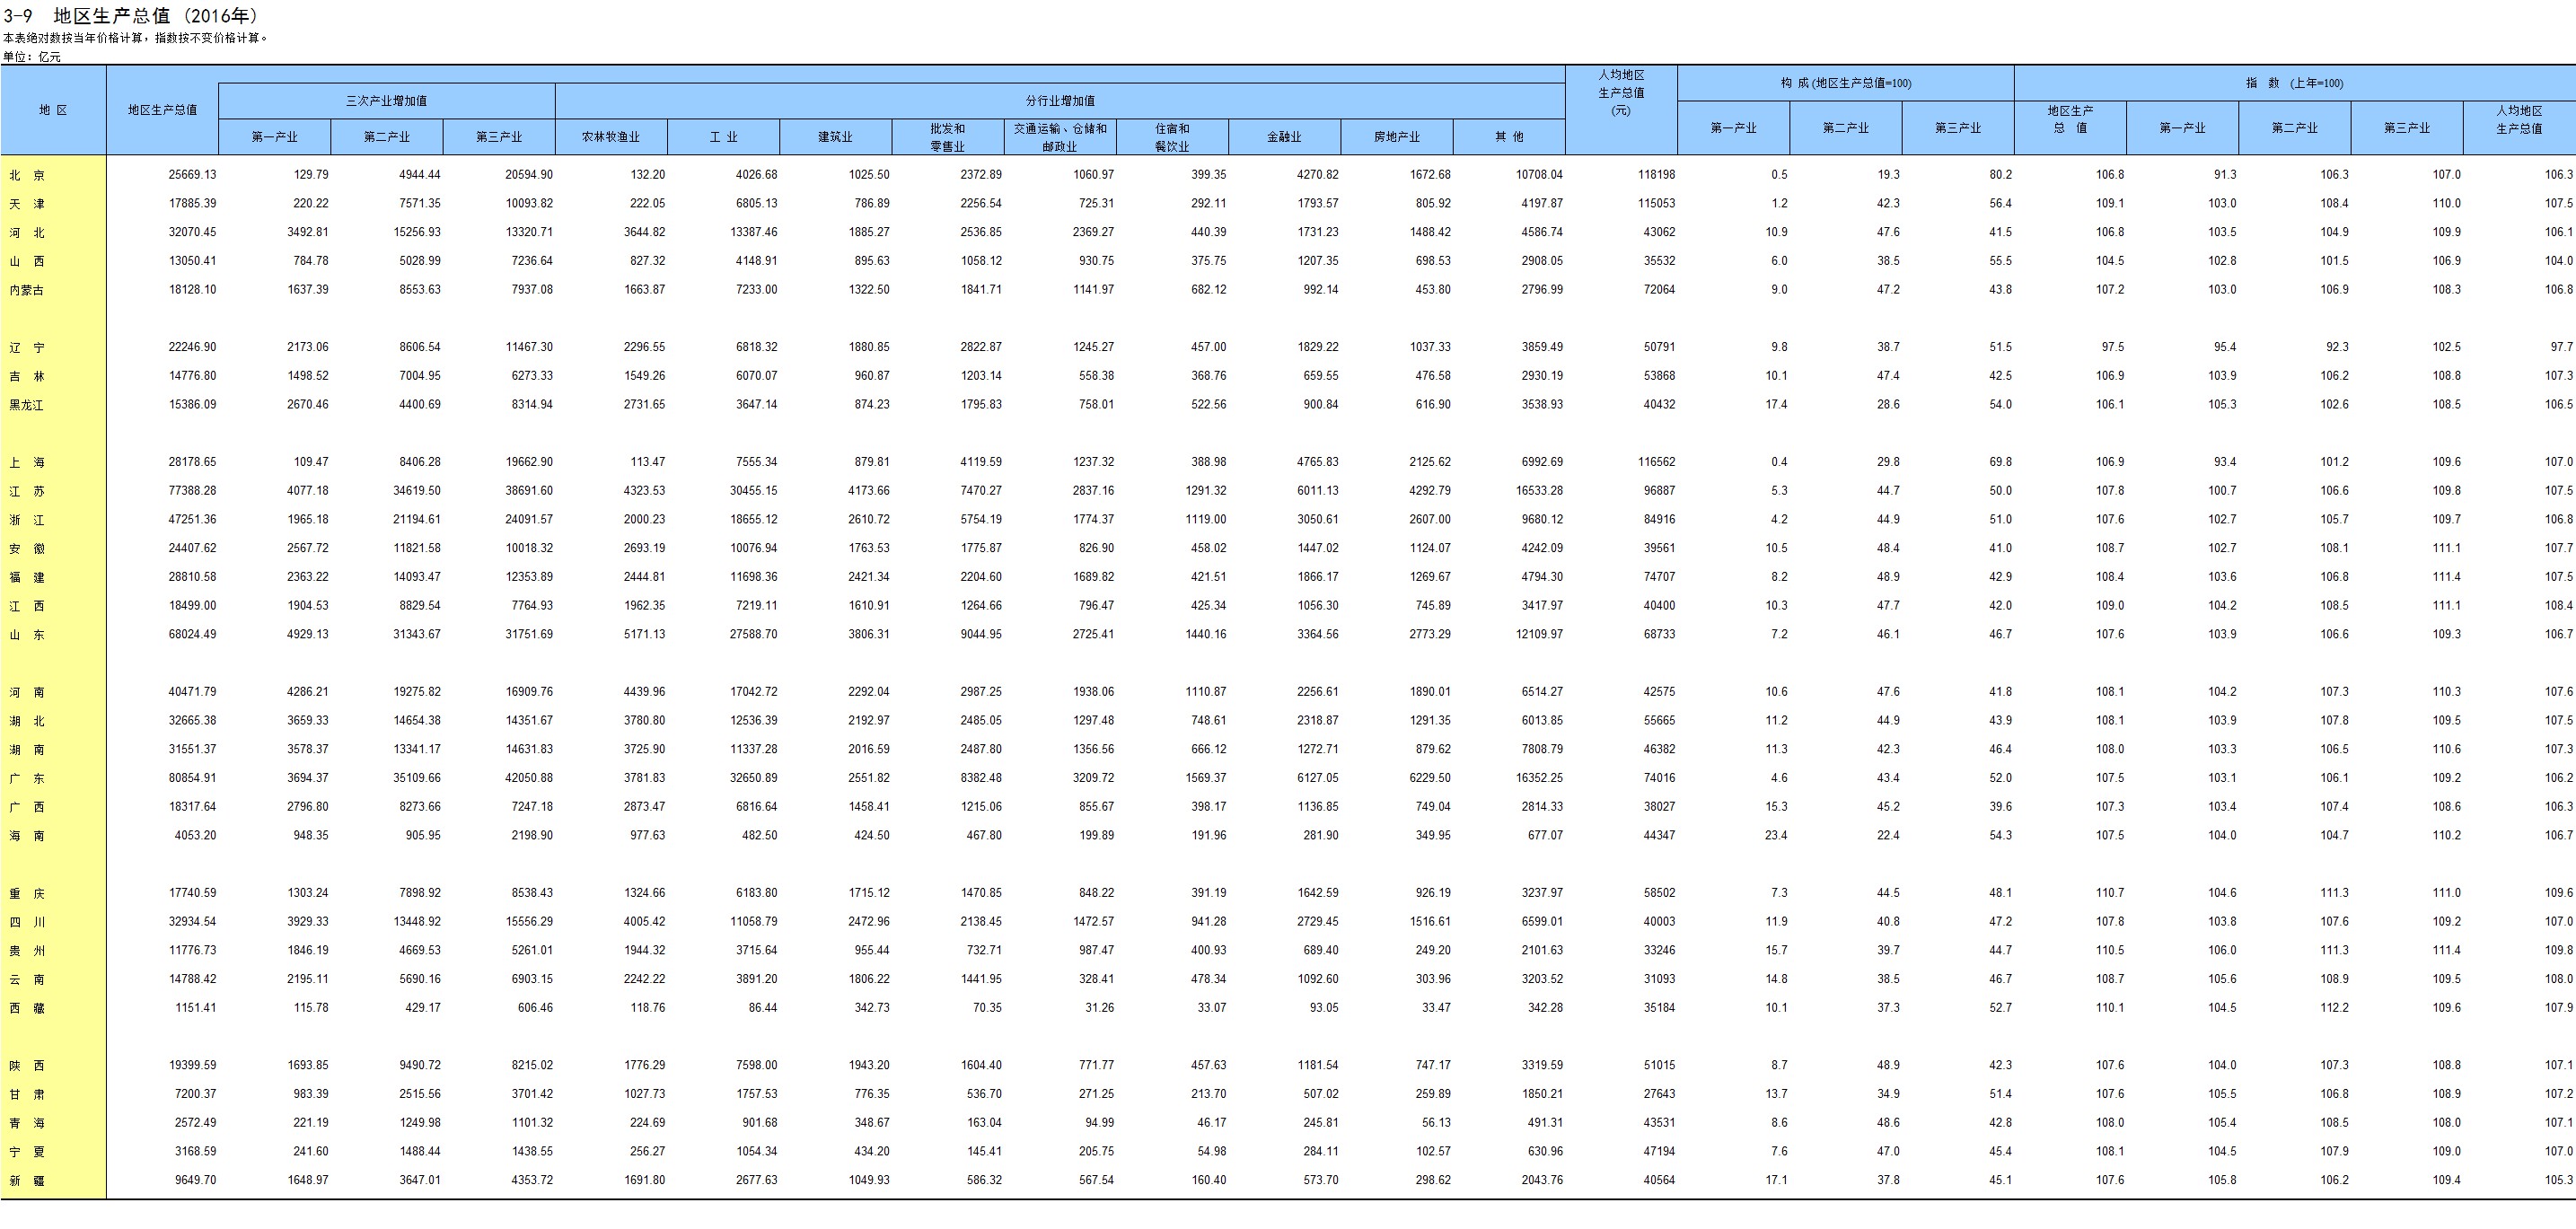 3-9 地区生产总值 (2016年)
本表绝对数按当年价格计算，指数按不变价格计算。
单位：亿元
地 区 地区生产总值 三次产业增加值 分行业增加值 人均地区生产总值(元) 构 成(地区生产总值=100) 指 数 (上年=100)
第一产业 第二产业 第三产业 农林牧渔业 工 业 建筑业 批发和零售业 交通运输、仓储和邮政业 住宿和餐饮业 金融业 房地产业 其 他 第一产业 第二产业 第三产业 地区生产总 值 第一产业 第二产业 第三产业 人均地区生产总值
北 京 25669.13 129.79 4944.44 20594.90 132.20 4026.68 1025.50 2372.89 1060.97 399.35 4270.82 1672.68 10708.04 118198 0.5 19.3 80.2 106.8 91.3 106.3 107.0 106.3
天 津 17885.39 220.22 7571.35 10093.82 222.05 6805.13 786.89 2256.54 725.31 292.11 1793.57 805.92 4197.87 115053 1.2 42.3 56.4 109.1 103.0 108.4 110.0 107.5
河 北 32070.45 3492.81 15256.93 13320.71 3644.82 13387.46 1885.27 2536.85 2369.27 440.39 1731.23 1488.42 4586.74 43062 10.9 47.6 41.5 106.8 103.5 104.9 109.9 106.1
山 西 13050.41 784.78 5028.99 7236.64 827.32 4148.91 895.63 1058.12 930.75 375.75 1207.35 698.53 2908.05 35532 6.0 38.5 55.5 104.5 102.8 101.5 106.9 104.0
内蒙古 18128.10 1637.39 8553.63 7937.08 1663.87 7233.00 1322.50 1841.71 1141.97 682.12 992.14 453.80 2796.99 72064 9.0 47.2 43.8 107.2 103.0 106.9 108.3 106.8
辽 宁 22246.90 2173.06 8606.54 11467.30 2296.55 6818.32 1880.85 2822.87 1245.27 457.00 1829.22 1037.33 3859.49 50791 9.8 38.7 51.5 97.5 95.4 92.3 102.5 97.7
吉 林 14776.80 1498.52 7004.95 6273.33 1549.26 6070.07 960.87 1203.14 558.38 368.76 659.55 476.58 2930.19 53868 10.1 47.4 42.5 106.9 103.9 106.2 108.8 107.3
黑龙江 15386.09 2670.46 4400.69 8314.94 2731.65 3647.14 874.23 1795.83 758.01 522.56 900.84 616.90 3538.93 40432 17.4 28.6 54.0 106.1 105.3 102.6 108.5 106.5
上 海 28178.65 109.47 8406.28 19662.90 113.47 7555.34 879.81 4119.59 1237.32 388.98 4765.83 2125.62 6992.69 116562 0.4 29.8 69.8 106.9 93.4 101.2 109.6 107.0
江 苏 77388.28 4077.18 34619.50 38691.60 4323.53 30455.15 4173.66 7470.27 2837.16 1291.32 6011.13 4292.79 16533.28 96887 5.3 44.7 50.0 107.8 100.7 106.6 109.8 107.5
浙 江 47251.36 1965.18 21194.61 24091.57 2000.23 18655.12 2610.72 5754.19 1774.37 1119.00 3050.61 2607.00 9680.12 84916 4.2 44.9 51.0 107.6 102.7 105.7 109.7 106.8
安 徽 24407.62 2567.72 11821.58 10018.32 2693.19 10076.94 1763.53 1775.87 826.90 458.02 1447.02 1124.07 4242.09 39561 10.5 48.4 41.0 108.7 102.7 108.1 111.1 107.7
福 建 28810.58 2363.22 14093.47 12353.89 2444.81 11698.36 2421.34 2204.60 1689.82 421.51 1866.17 1269.67 4794.30 74707 8.2 48.9 42.9 108.4 103.6 106.8 111.4 107.5
江 西 18499.00 1904.53 8829.54 7764.93 1962.35 7219.11 1610.91 1264.66 796.47 425.34 1056.30 745.89 3417.97 40400 10.3 47.7 42.0 109.0 104.2 108.5 111.1 108.4
山 东 68024.49 4929.13 31343.67 31751.69 5171.13 27588.70 3806.31 9044.95 2725.41 1440.16 3364.56 2773.29 12109.97 68733 7.2 46.1 46.7 107.6 103.9 106.6 109.3 106.7
河 南 40471.79 4286.21 19275.82 16909.76 4439.96 17042.72 2292.04 2987.25 1938.06 1110.87 2256.61 1890.01 6514.27 42575 10.6 47.6 41.8 108.1 104.2 107.3 110.3 107.6
湖 北 32665.38 3659.33 14654.38 14351.67 3780.80 12536.39 2192.97 2485.05 1297.48 748.61 2318.87 1291.35 6013.85 55665 11.2 44.9 43.9 108.1 103.9 107.8 109.5 107.5
湖 南 31551.37 3578.37 13341.17 14631.83 3725.90 11337.28 2016.59 2487.80 1356.56 666.12 1272.71 879.62 7808.79 46382 11.3 42.3 46.4 108.0 103.3 106.5 110.6 107.3
广 东 80854.91 3694.37 35109.66 42050.88 3781.83 32650.89 2551.82 8382.48 3209.72 1569.37 6127.05 6229.50 16352.25 74016 4.6 43.4 52.0 107.5 103.1 106.1 109.2 106.2
广 西 18317.64 2796.80 8273.66 7247.18 2873.47 6816.64 1458.41 1215.06 855.67 398.17 1136.85 749.04 2814.33 38027 15.3 45.2 39.6 107.3 103.4 107.4 108.6 106.3
海 南 4053.20 948.35 905.95 2198.90 977.63 482.50 424.50 467.80 199.89 191.96 281.90 349.95 677.07 44347 23.4 22.4 54.3 107.5 104.0 104.7 110.2 106.7
重 庆 17740.59 1303.24 7898.92 8538.43 1324.66 6183.80 1715.12 1470.85 848.22 391.19 1642.59 926.19 3237.97 58502 7.3 44.5 48.1 110.7 104.6 111.3 111.0 109.6
四 川 32934.54 3929.33 13448.92 15556.29 4005.42 11058.79 2472.96 2138.45 1472.57 941.28 2729.45 1516.61 6599.01 40003 11.9 40.8 47.2 107.8 103.8 107.6 109.2 107.0
贵 州 11776.73 1846.19 4669.53 5261.01 1944.32 3715.64 955.44 732.71 987.47 400.93 689.40 249.20 2101.63 33246 15.7 39.7 44.7 110.5 106.0 111.3 111.4 109.8
云 南 14788.42 2195.11 5690.16 6903.15 2242.22 3891.20 1806.22 1441.95 328.41 478.34 1092.60 303.96 3203.52 31093 14.8 38.5 46.7 108.7 105.6 108.9 109.5 108.0
西 藏 1151.41 115.78 429.17 606.46 118.76 86.44 342.73 70.35 31.26 33.07 93.05 33.47 342.28 35184 10.1 37.3 52.7 110.1 104.5 112.2 109.6 107.9
陕 西 19399.59 1693.85 9490.72 8215.02 1776.29 7598.00 1943.20 1604.40 771.77 457.63 1181.54 747.17 3319.59 51015 8.7 48.9 42.3 107.6 104.0 107.3 108.8 107.1
甘 肃 7200.37 983.39 2515.56 3701.42 1027.73 1757.53 776.35 536.70 271.25 213.70 507.02 259.89 1850.21 27643 13.7 34.9 51.4 107.6 105.5 106.8 108.9 107.2
青 海 2572.49 221.19 1249.98 1101.32 224.69 901.68 348.67 163.04 94.99 46.17 245.81 56.13 491.31 43531 8.6 48.6 42.8 108.0 105.4 108.5 108.0 107.1
宁 夏 3168.59 241.60 1488.44 1438.55 256.27 1054.34 434.20 145.41 205.75 54.98 284.11 102.57 630.96 47194 7.6 47.0 45.4 108.1 104.5 107.9 109.0 107.0
新 疆 9649.70 1648.97 3647.01 4353.72 1691.80 2677.63 1049.93 586.32 567.54 160.40 573.70 298.62 2043.76 40564 17.1 37.8 45.1 107.6 105.8 106.2 109.4 105.3